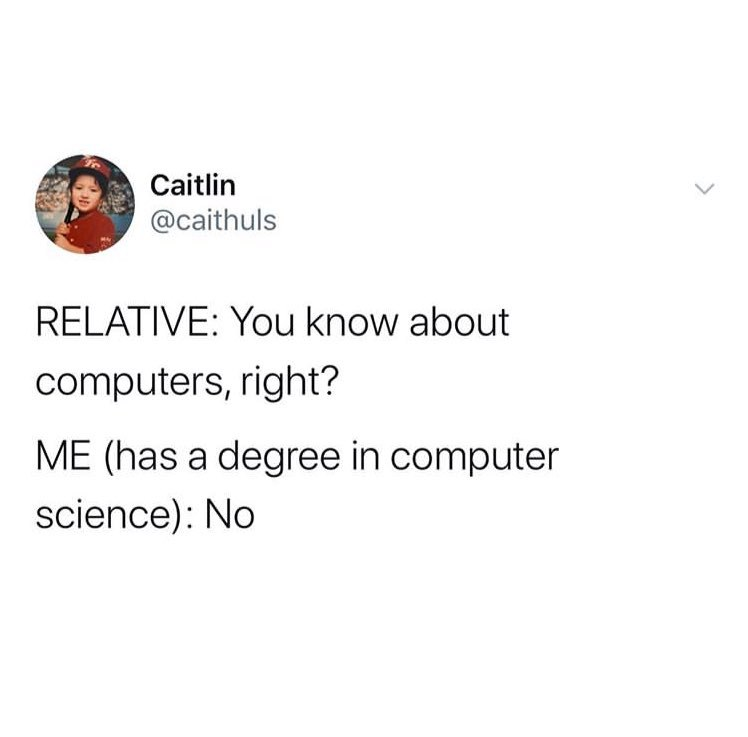 Caitlin
@caithuls
RELATIVE: You know about
computers, right?
ME (has a degree in computer
science): No